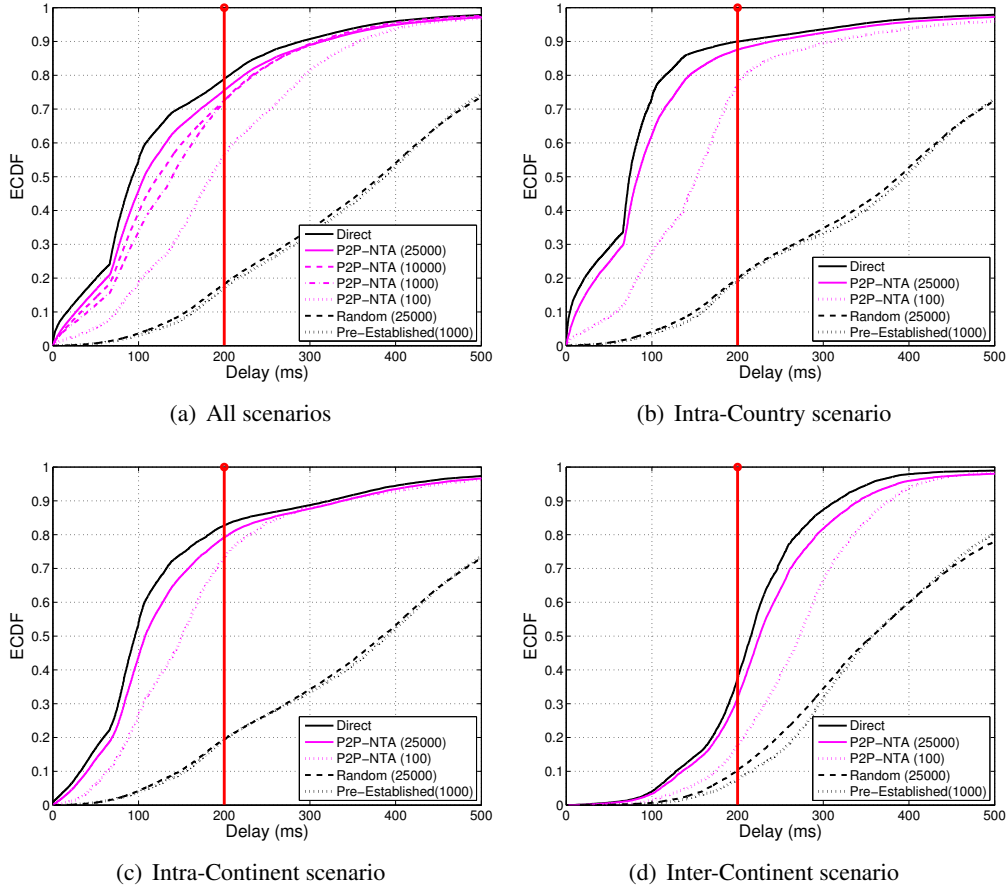 1
0.9
0.8
0.7
0.6
0.5
0.4
0.3
0.2
0.1
0
ECDF
0 100 200 300 400 500
Delay (ms)
Direct
P2P−NTA (25000)
P2P−NTA (10000)
P2P−NTA (1000)
P2P−NTA (100)
Random (25000)
Pre−Established(1000)
(a) All scenarios
1
0.9
0.8
0.7
0.6
0.5
0.4
0.3
0.2
0.1
0
ECDF
0 100 200 300 400 500
Delay (ms)
Direct
P2P−NTA (25000)
P2P−NTA (100)
Random (25000)
Pre−Established(1000)
(b) Intra-Country scenario
1
0.9
0.8
0.7
0.6
0.5
0.4
0.3
0.2
0.1
0
ECDF
0 100 200 300 400 500
Delay (ms)
Direct
P2P−NTA (25000)
P2P−NTA (100)
Random (25000)
Pre−Established(1000)
(c) Intra-Continent scenario
1
0.9
0.8
0.7
0.6
0.5
0.4
0.3
0.2
0.1
0
ECDF
0 100 200 300 400 500
Delay (ms)
Direct
P2P−NTA (25000)
P2P−NTA (100)
Random (25000)
Pre−Established(1000)
(d) Inter-Continent scenario